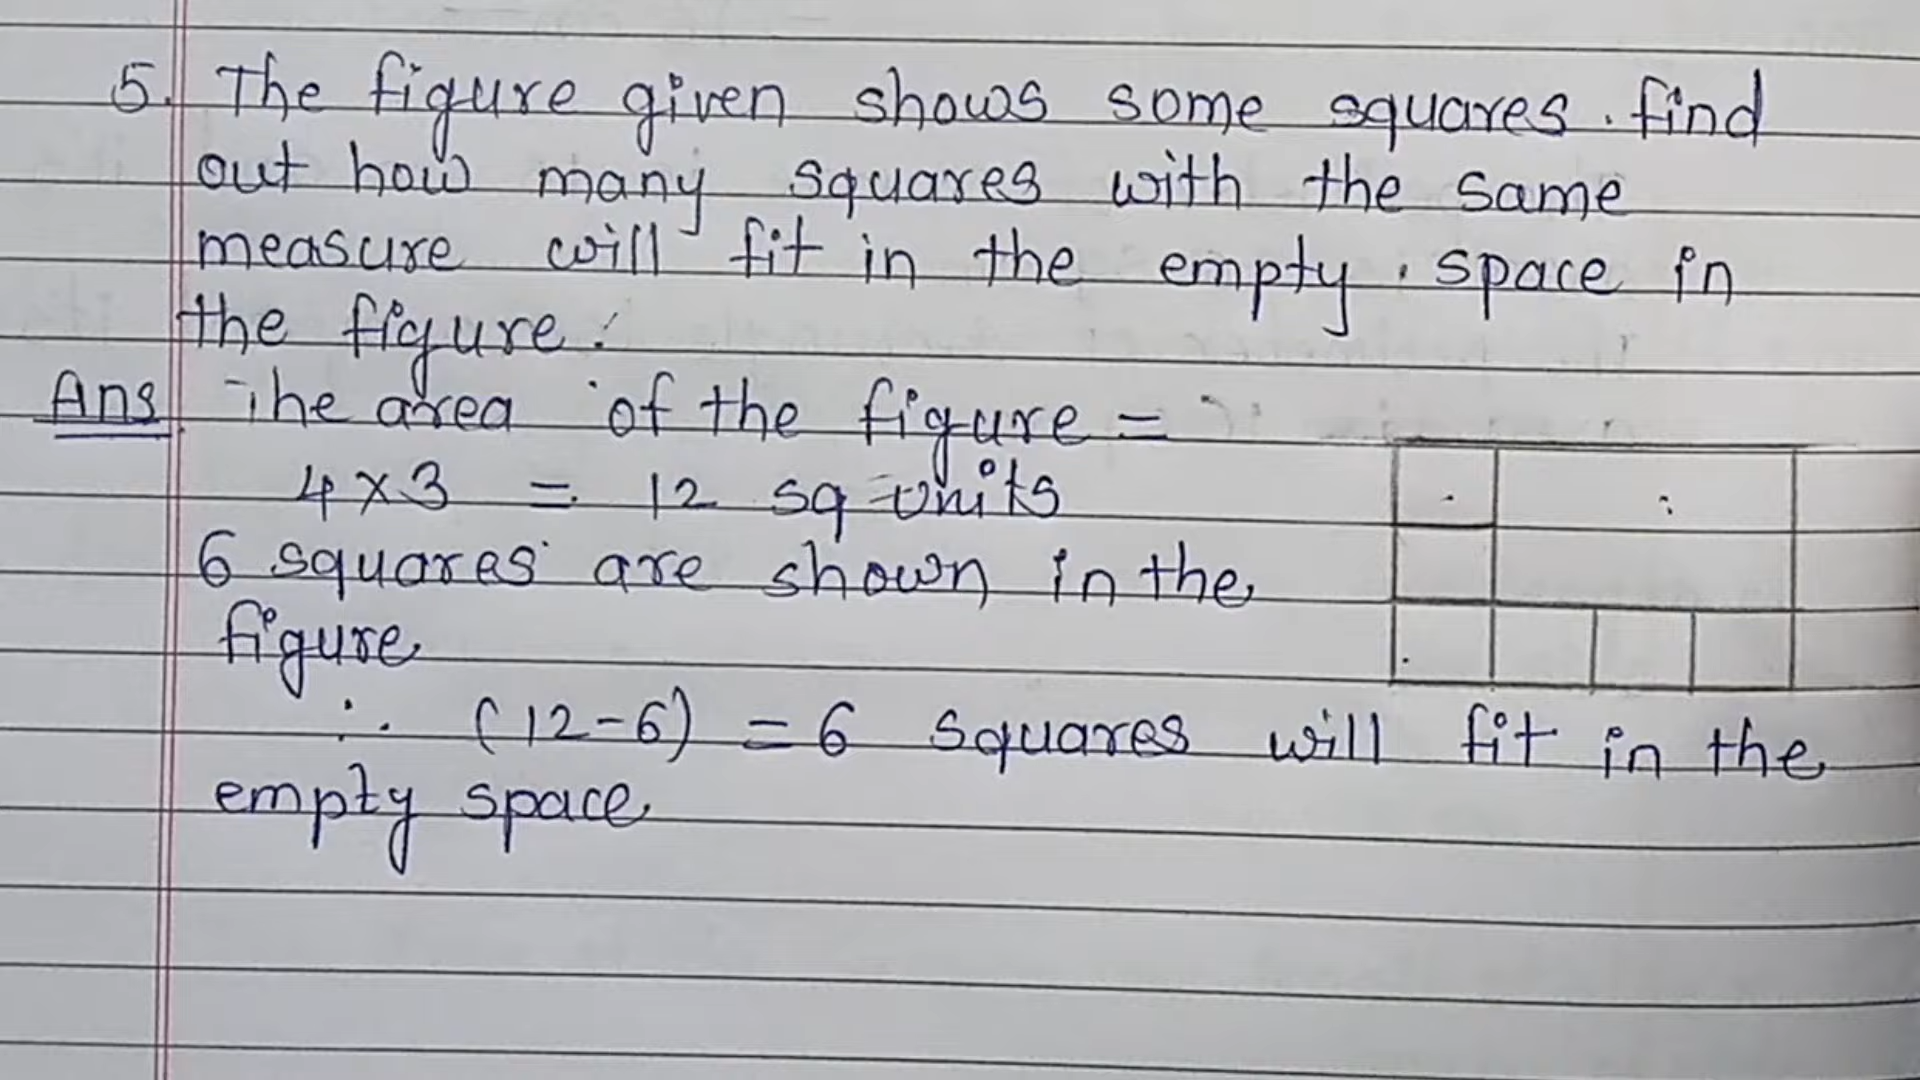 5. The figure given shows some squares. find
out how many squares with the same
measure will fit in the empty space in
the figure.
Ans The area of the figure =
4 x 3 = 12 sq units
6 squares are shown in the
figure
∴ (12-6) = 6 squares will fit in the
empty space